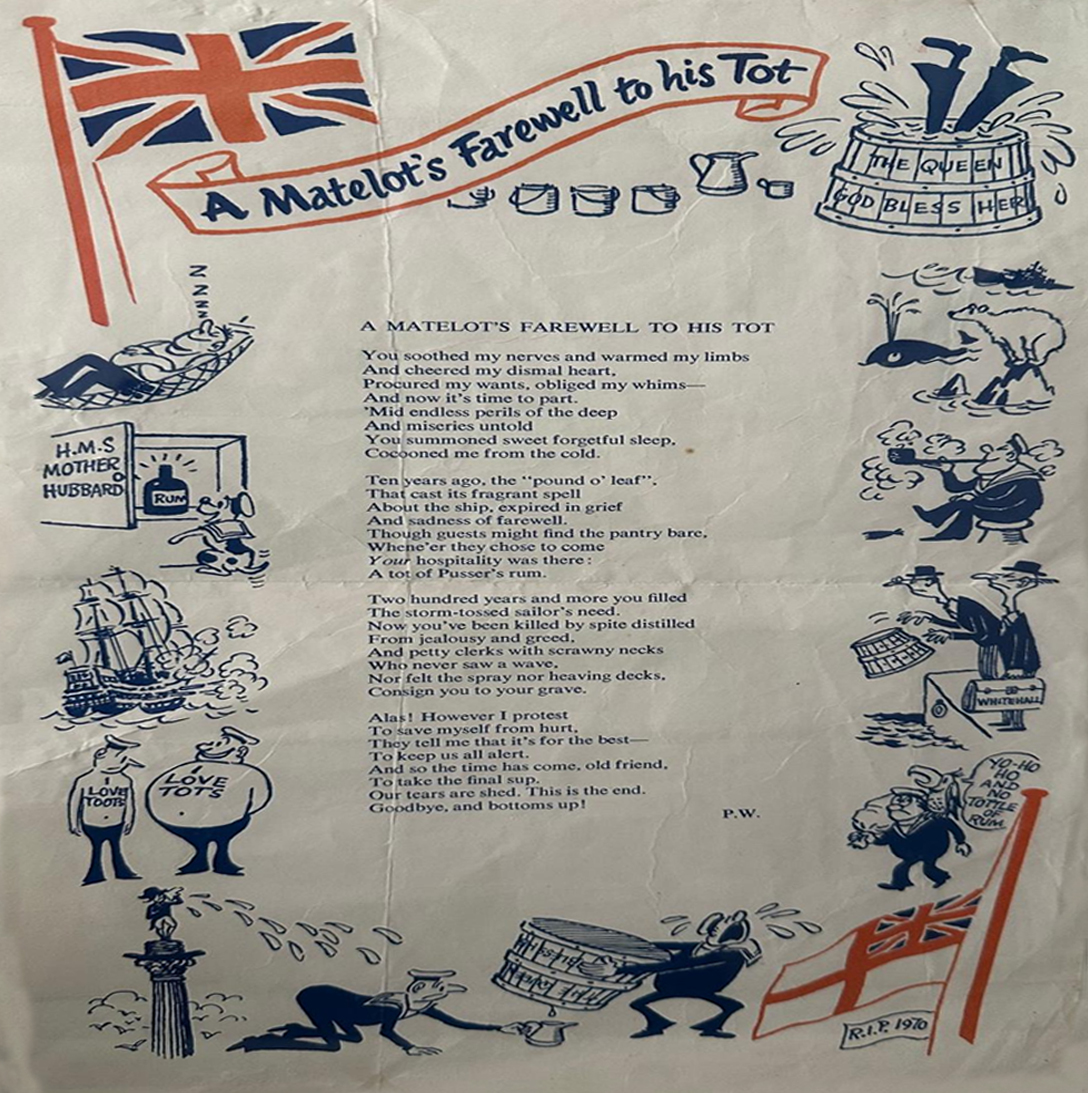 A Matelot's Farewell to his Tot
THE QUEEN
GOD BLESS HER
Z
Z
Z
Z
A MATELOT'S FAREWELL TO HIS TOT
You soothed my nerves and warmed my limbs
And cheered my dismal heart,
Procured my wants, obliged my whims—
And now it's time to part.
'Mid endless perils of the deep
And miseries untold
You summoned sweet forgetful sleep,
Cocooned me from the cold.
Ten years ago, the "pound o' leaf",
That cast its fragrant spell
About the ship, expired in grief
And sadness of farewell.
Though guests might find the pantry bare,
Whene'er they chose to come
Your hospitality was there:
A tot of Pusser's rum.
Two hundred years and more you filled
The storm-tossed sailor's need.
Now you've been killed by spite distilled
From jealousy and greed,
And petty clerks with scrawny necks
Who never saw a wave,
Nor felt the spray nor heaving decks,
Consign you to your grave.
Alas! However I protest
To save myself from hurt,
They tell me that it's for the best—
To keep us all alert.
And so the time has come, old friend,
To take the final sup.
Our tears are shed. This is the end.
Goodbye, and bottoms up!
P.W.
H.M.S
MOTHER
HUBBARD
RUM
I
LOVE
I
LOVE
TOTS
WHITEHALL
YO-HO
HO
AND
NO
TOTTLE
OF
RUM
R.I.P. 1970